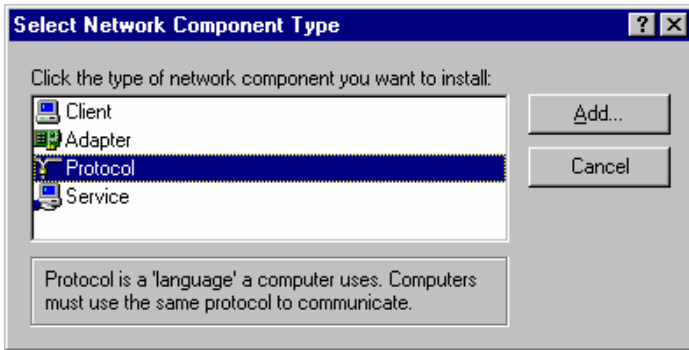 Select Network Component Type
Click the type of network component you want to install:
Client
Adapter
Protocol
Service
Add...
Cancel
Protocol is a 'language' a computer uses. Computers
must use the same protocol to communicate.